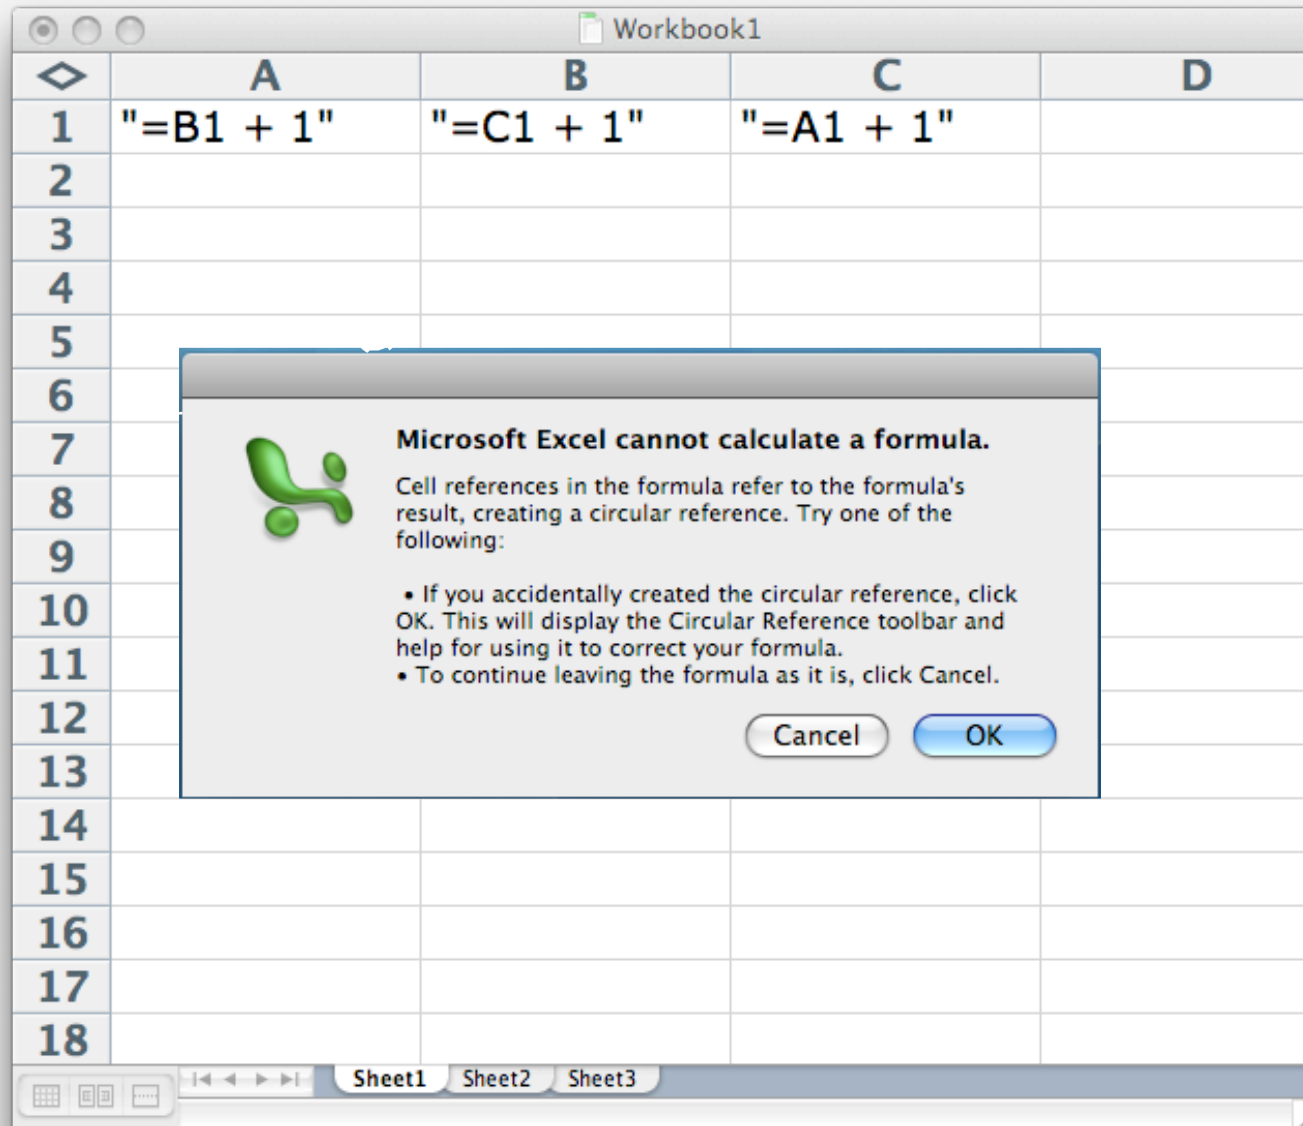 Workbook1
A B C D
1 "=B1 + 1" "=C1 + 1" "=A1 + 1"
2
3
4
5
6
7
8
9
10
11
12
13
14
15
16
17
18
Microsoft Excel cannot calculate a formula.
Cell references in the formula refer to the formula's
result, creating a circular reference. Try one of the
following:
• If you accidentally created the circular reference, click
OK. This will display the Circular Reference toolbar and
help for using it to correct your formula.
• To continue leaving the formula as it is, click Cancel.
Cancel OK
Sheet1 Sheet2 Sheet3